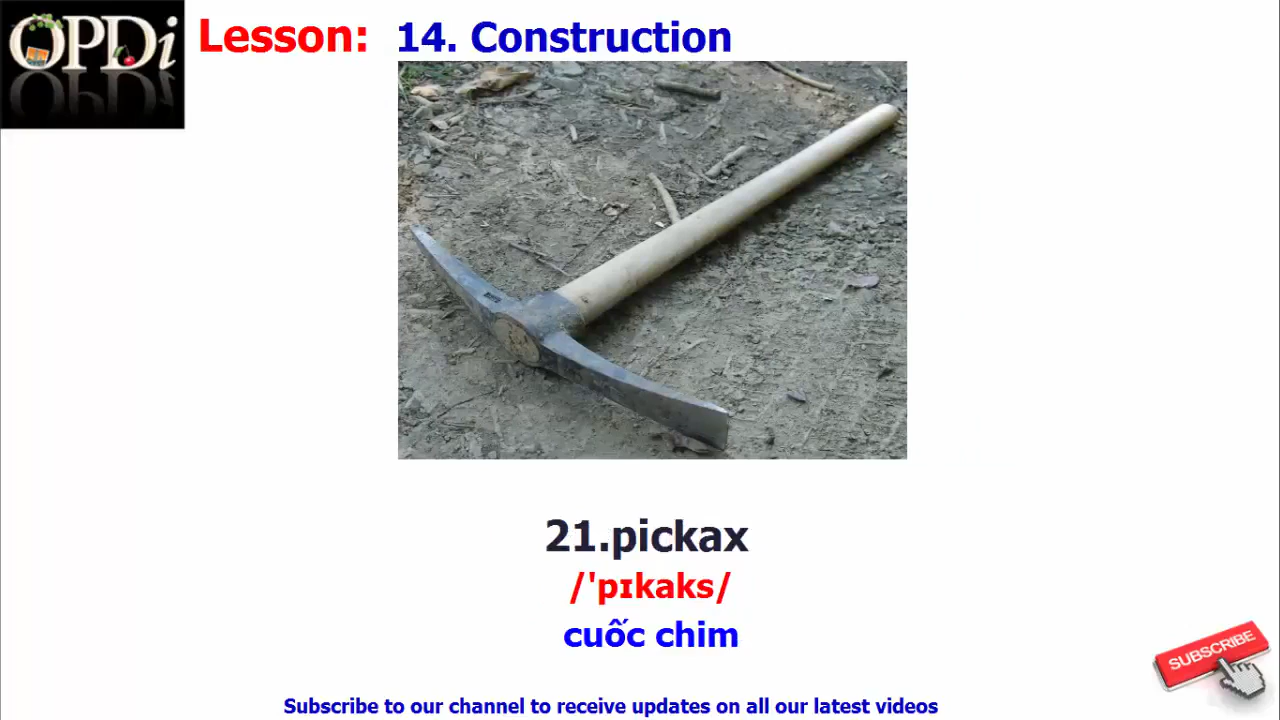 OPDi
Lesson: 14. Construction
21.pickax
/ˈpɪkaks/
cuốc chim
SUBSCRIBE
Subscribe to our channel to receive updates on all our latest videos